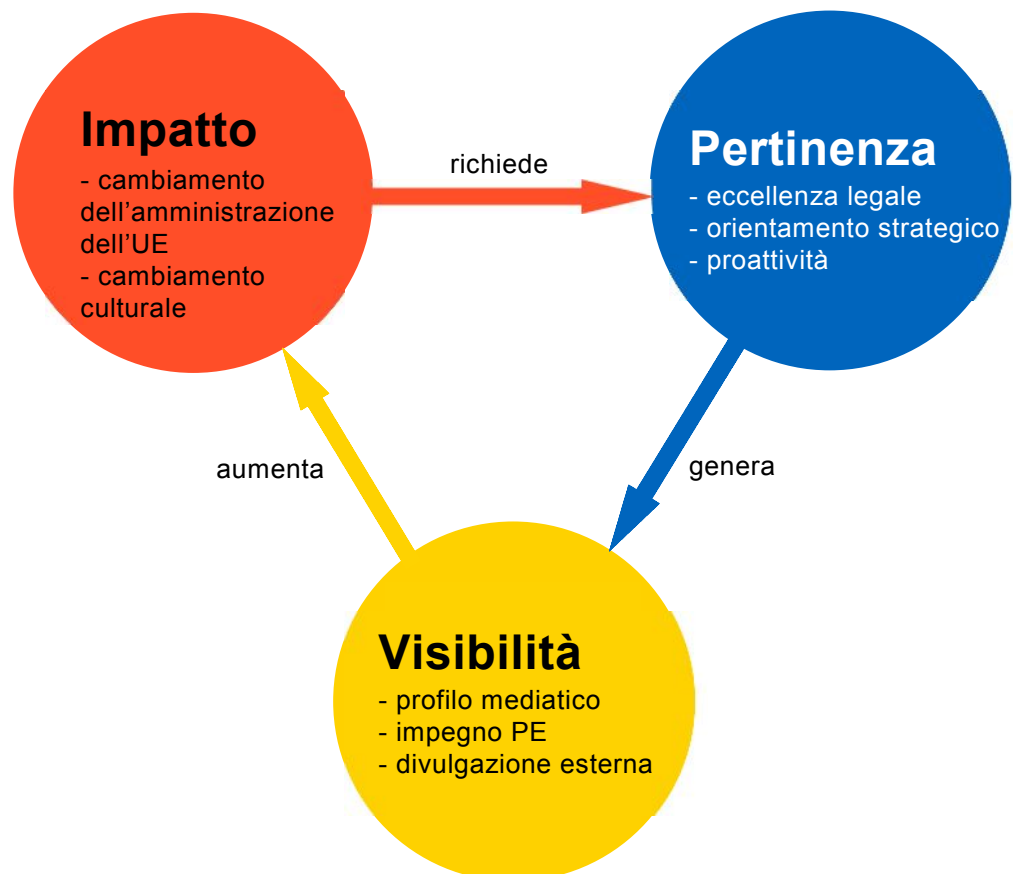 Impatto
- cambiamento
dell’amministrazione
dell’UE
- cambiamento
culturale
richiede
Pertinenza
- eccellenza legale
- orientamento strategico
- proattività
aumenta
genera
Visibilità
- profilo mediatico
- impegno PE
- divulgazione esterna